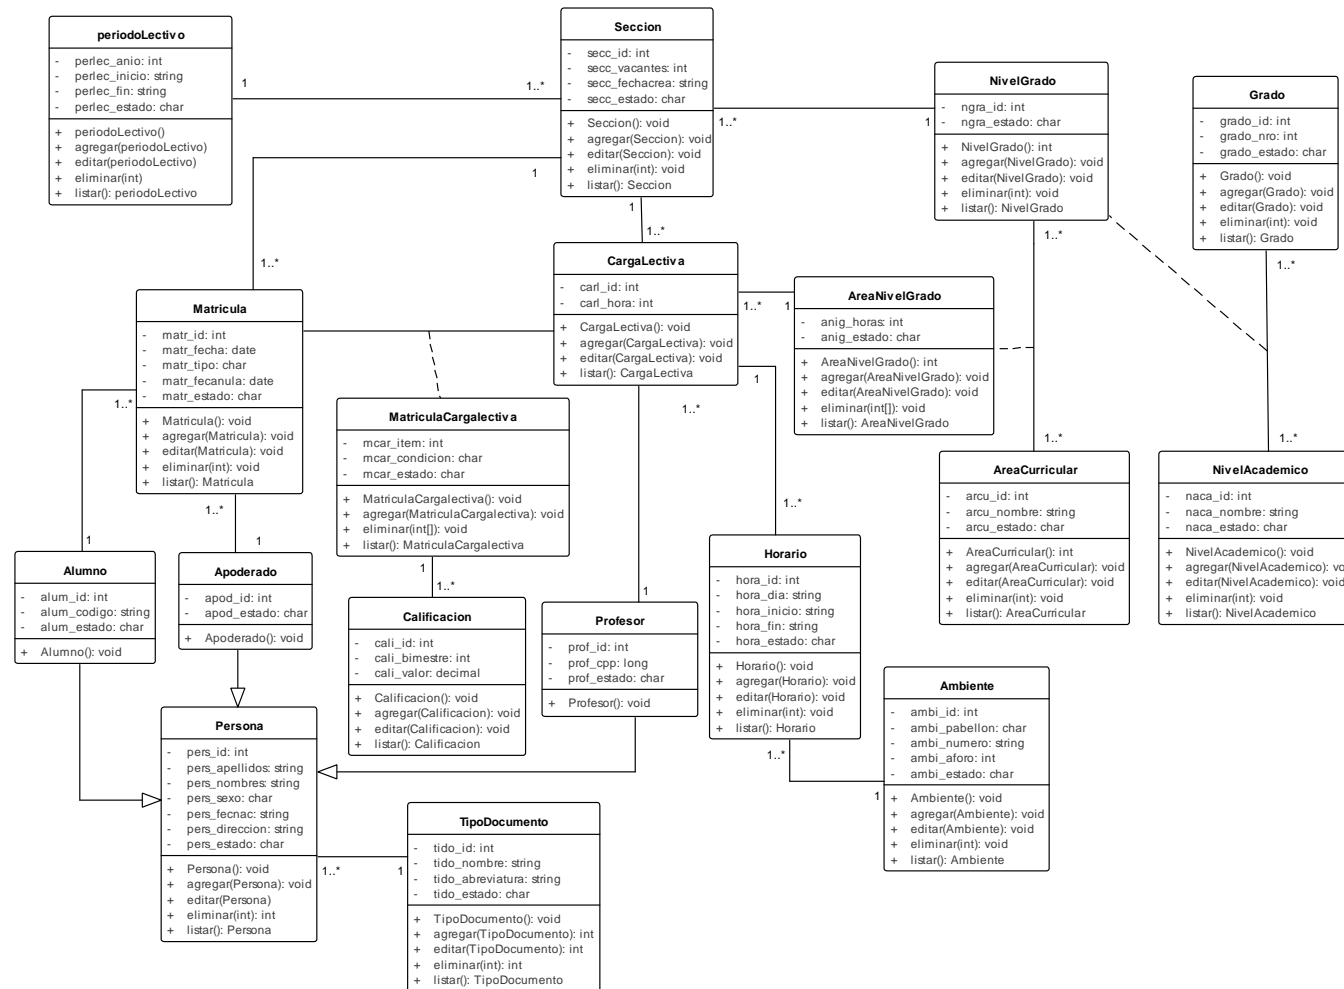 periodoLectivo
- perlec_anio: int
- perlec_inicio: string
- perlec_fin: string
- perlec_estado: char
+ periodoLectivo()
+ agregar(periodoLectivo)
+ editar(periodoLectivo)
+ eliminar(int)
+ listar(): periodoLectivo
1
1..*
Seccion
- secc_id: int
- secc_vacantes: int
- secc_fechacrea: string
- secc_estado: char
+ Seccion(): void
+ agregar(Seccion): void
+ editar(Seccion): void
+ eliminar(int): void
+ listar(): Seccion
1..*
1
NivelGrado
- ngra_id: int
- ngra_estado: char
+ NivelGrado(): int
+ agregar(NivelGrado): void
+ editar(NivelGrado): void
+ eliminar(int): void
+ listar(): NivelGrado
Grado
- grado_id: int
- grado_nro: int
- grado_estado: char
+ Grado(): void
+ agregar(Grado): void
+ editar(Grado): void
+ eliminar(int): void
+ listar(): Grado
1
1..*
1
1..*
1..*
1..*
Matricula
- matr_id: int
- matr_fecha: date
- matr_tipo: char
- matr_fecanula: date
- matr_estado: char
+ Matricula(): void
+ agregar(Matricula): void
+ editar(Matricula): void
+ eliminar(int): void
+ listar(): Matricula
CargaLectiva
- carl_id: int
- carl_hora: int
+ CargaLectiva(): void
+ agregar(CargaLectiva): void
+ editar(CargaLectiva): void
+ listar(): CargaLectiva
1..*
1
AreaNivelGrado
- anig_horas: int
- anig_estado: char
+ AreaNivelGrado(): int
+ agregar(AreaNivelGrado): void
+ editar(AreaNivelGrado): void
+ eliminar(int[]): void
+ listar(): AreaNivelGrado
1
1..*
1..*
1..*
1..*
MatriculaCargalectiva
- mcar_item: int
- mcar_condicion: char
- mcar_estado: char
+ MatriculaCargalectiva(): void
+ agregar(MatriculaCargalectiva): void
+ eliminar(int[]): void
+ listar(): MatriculaCargalectiva
AreaCurricular
- arcu_id: int
- arcu_nombre: string
- arcu_estado: char
+ AreaCurricular(): int
+ agregar(AreaCurricular): void
+ editar(AreaCurricular): void
+ eliminar(int): void
+ listar(): AreaCurricular
NivelAcademico
- naca_id: int
- naca_nombre: string
- naca_estado: char
+ NivelAcademico(): void
+ agregar(NivelAcademico): vo
+ editar(NivelAcademico): void
+ eliminar(int): void
+ listar(): NivelAcademico
1..*
1..*
1
1
Alumno
- alum_id: int
- alum_codigo: string
- alum_estado: char
+ Alumno(): void
Apoderado
- apod_id: int
- apod_estado: char
+ Apoderado(): void
1
1..*
1
Calificacion
- cali_id: int
- cali_bimestre: int
- cali_valor: decimal
+ Calificacion(): void
+ agregar(Calificacion): void
+ editar(Calificacion): void
+ listar(): Calificacion
Profesor
- prof_id: int
- prof_cpp: long
- prof_estado: char
+ Profesor(): void
Horario
- hora_id: int
- hora_dia: string
- hora_inicio: string
- hora_fin: string
- hora_estado: char
+ Horario(): void
+ agregar(Horario): void
+ editar(Horario): void
+ eliminar(int): void
+ listar(): Horario
1..*
1
Ambiente
- ambi_id: int
- ambi_pabellon: char
- ambi_numero: string
- ambi_aforo: int
- ambi_estado: char
+ Ambiente(): void
+ agregar(Ambiente): void
+ editar(Ambiente): void
+ eliminar(int): void
+ listar(): Ambiente
Persona
- pers_id: int
- pers_apellidos: string
- pers_nombres: string
- pers_sexo: char
- pers_fecnac: string
- pers_direccion: string
- pers_estado: char
+ Persona(): void
+ agregar(Persona): void
+ editar(Persona)
+ eliminar(int): int
+ listar(): Persona
1..*
1
TipoDocumento
- tido_id: int
- tido_nombre: string
- tido_abreviatura: string
- tido_estado: char
+ TipoDocumento(): void
+ agregar(TipoDocumento): int
+ editar(TipoDocumento): int
+ eliminar(int): int
+ listar(): TipoDocumento